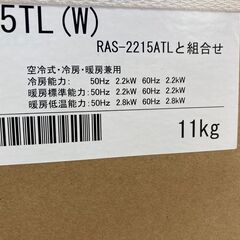 5TL(W)
RAS-2215ATLと組合せ
空冷式・冷房・暖房兼用
冷房能力: 50Hz 2.2kW 60Hz 2.2kW
暖房標準能力: 50Hz 2.2kW 60Hz 2.2kW
暖房低温能力: 50Hz 2.8kW 60Hz 2.8kW
11kg